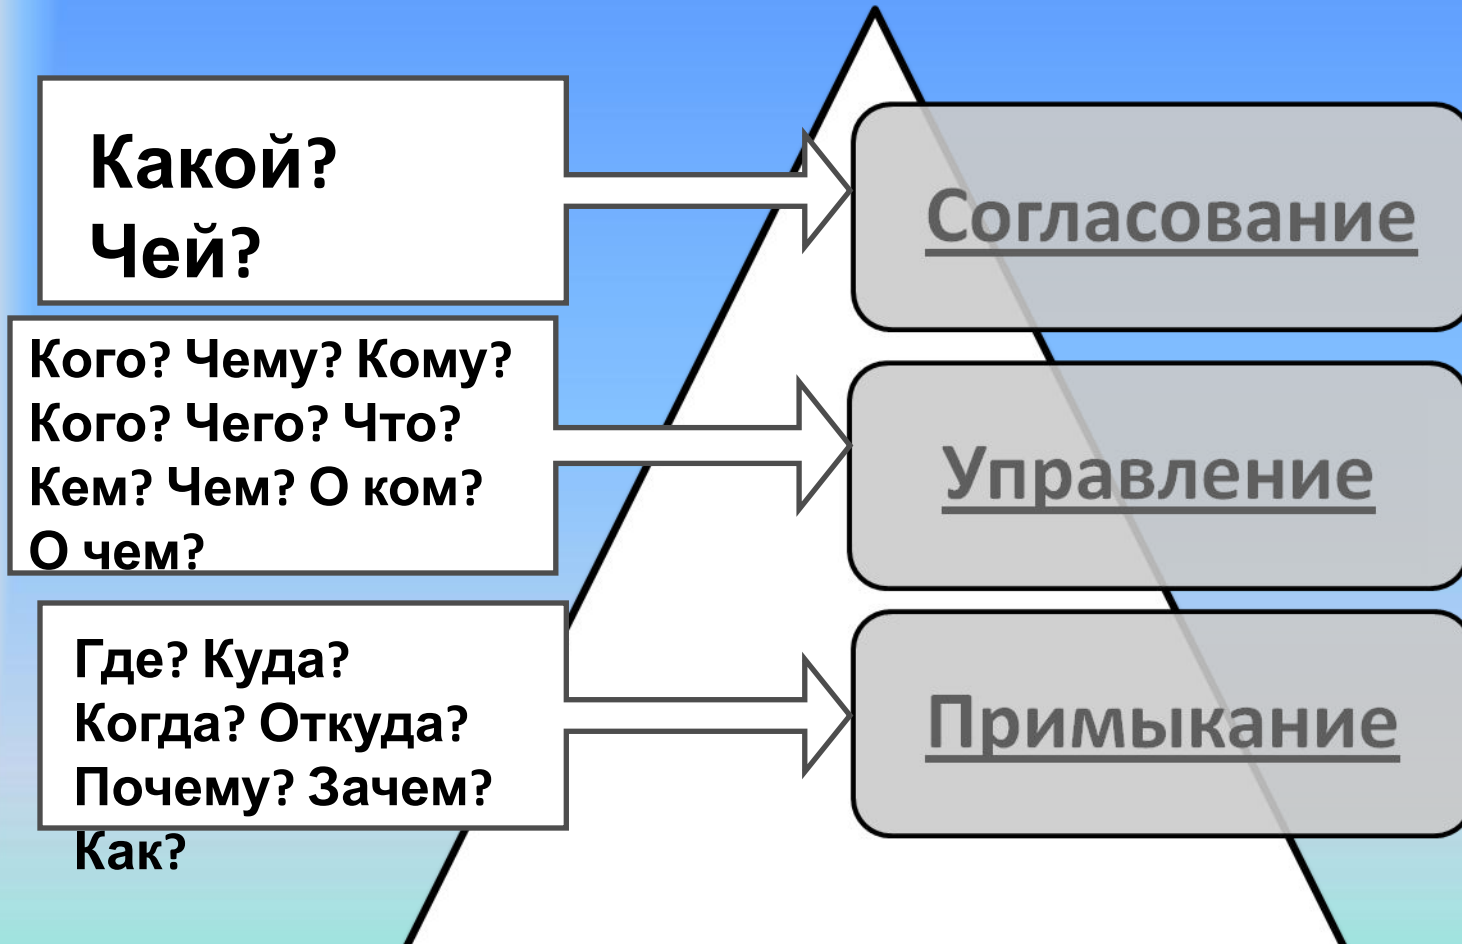 Какой?
Чей?
Согласование
Кого? Чему? Кому?
Кого? Чего? Что?
Кем? Чем? О ком?
О чем?
Управление
Где? Куда?
Когда? Откуда?
Почему? Зачем?
Как?
Примыкание